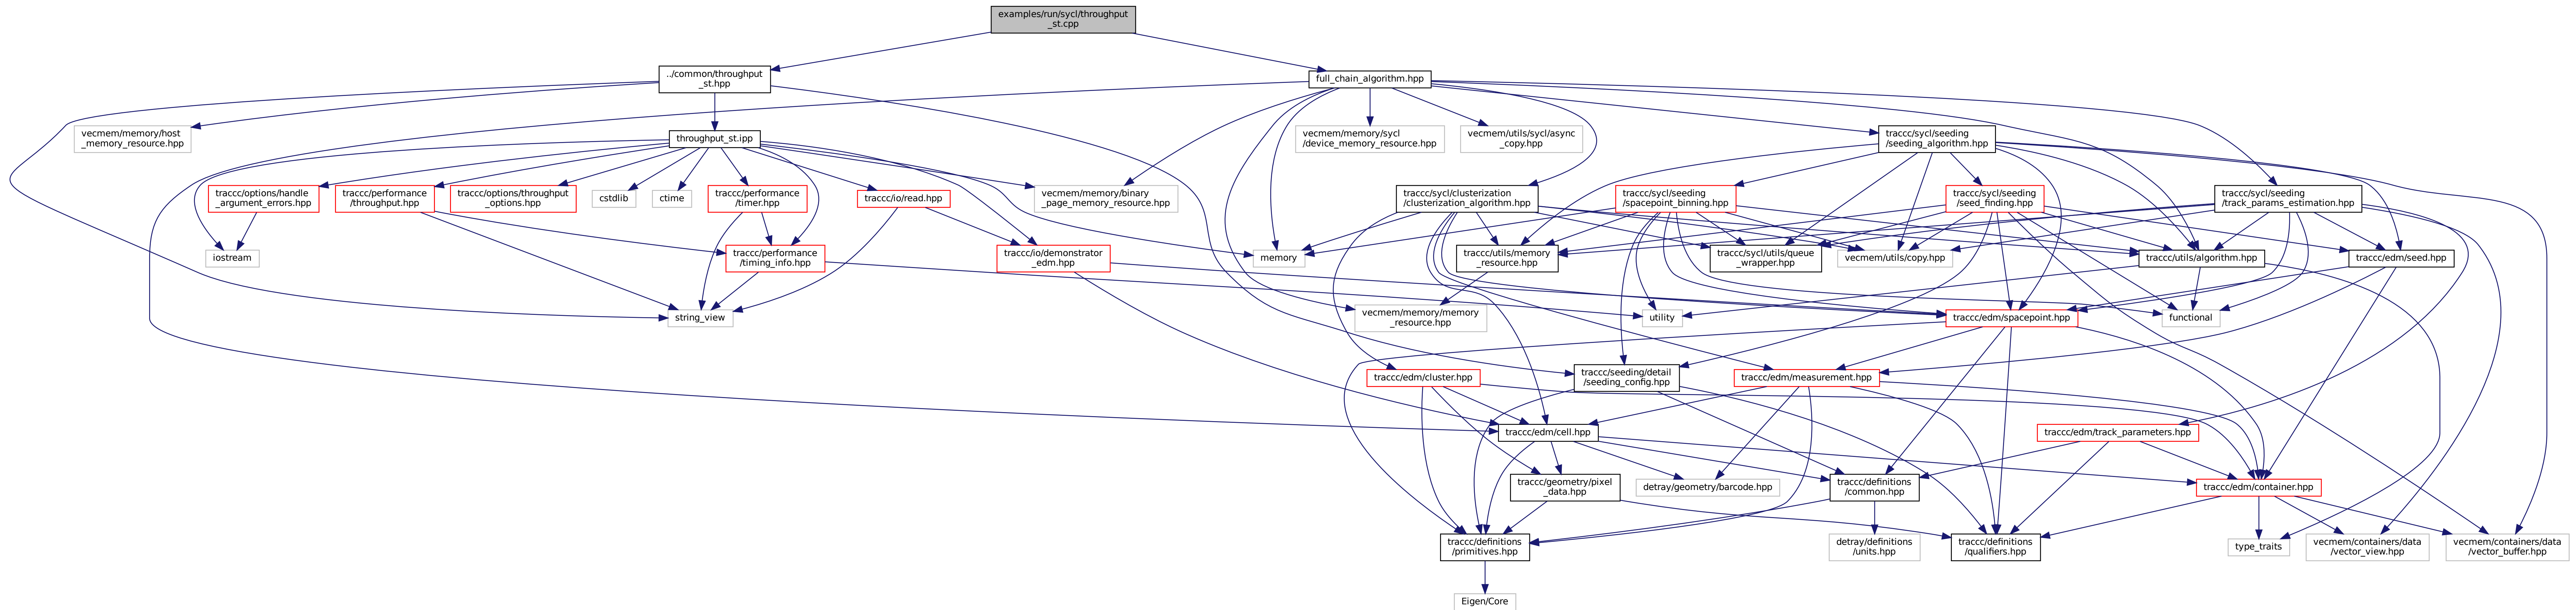 examples/run/sycl/throughput
_st.cpp
../common/throughput
_st.hpp
full_chain_algorithm.hpp
vecmem/memory/host
_memory_resource.hpp
throughput_st.ipp
vecmem/memory/sycl
/device_memory_resource.hpp
vecmem/utils/sycl/async
_copy.hpp
traccc/sycl/seeding
/seeding_algorithm.hpp
traccc/options/handle
_argument_errors.hpp
traccc/performance
/throughput.hpp
traccc/options/throughput
_options.hpp
cstdlib
ctime
traccc/performance
/timer.hpp
traccc/io/read.hpp
vecmem/memory/binary
_page_memory_resource.hpp
traccc/sycl/clusterization
/clusterization_algorithm.hpp
traccc/sycl/seeding
/spacepoint_binning.hpp
traccc/sycl/seeding
/seed_finding.hpp
traccc/sycl/seeding
/track_params_estimation.hpp
iostream
traccc/performance
/timing_info.hpp
traccc/io/demonstrator
_edm.hpp
memory
traccc/utils/memory
_resource.hpp
traccc/sycl/utils/queue
_wrapper.hpp
vecmem/utils/copy.hpp
traccc/utils/algorithm.hpp
traccc/edm/seed.hpp
string_view
vecmem/memory/memory
_resource.hpp
utility
traccc/edm/spacepoint.hpp
functional
traccc/edm/cluster.hpp
traccc/seeding/detail
/seeding_config.hpp
traccc/edm/measurement.hpp
traccc/edm/cell.hpp
traccc/edm/track_parameters.hpp
traccc/geometry/pixel
_data.hpp
detray/geometry/barcode.hpp
traccc/definitions
/common.hpp
traccc/edm/container.hpp
traccc/definitions
/primitives.hpp
detray/definitions
/units.hpp
traccc/definitions
/qualifiers.hpp
type_traits
vecmem/containers/data
/vector_view.hpp
vecmem/containers/data
/vector_buffer.hpp
Eigen/Core